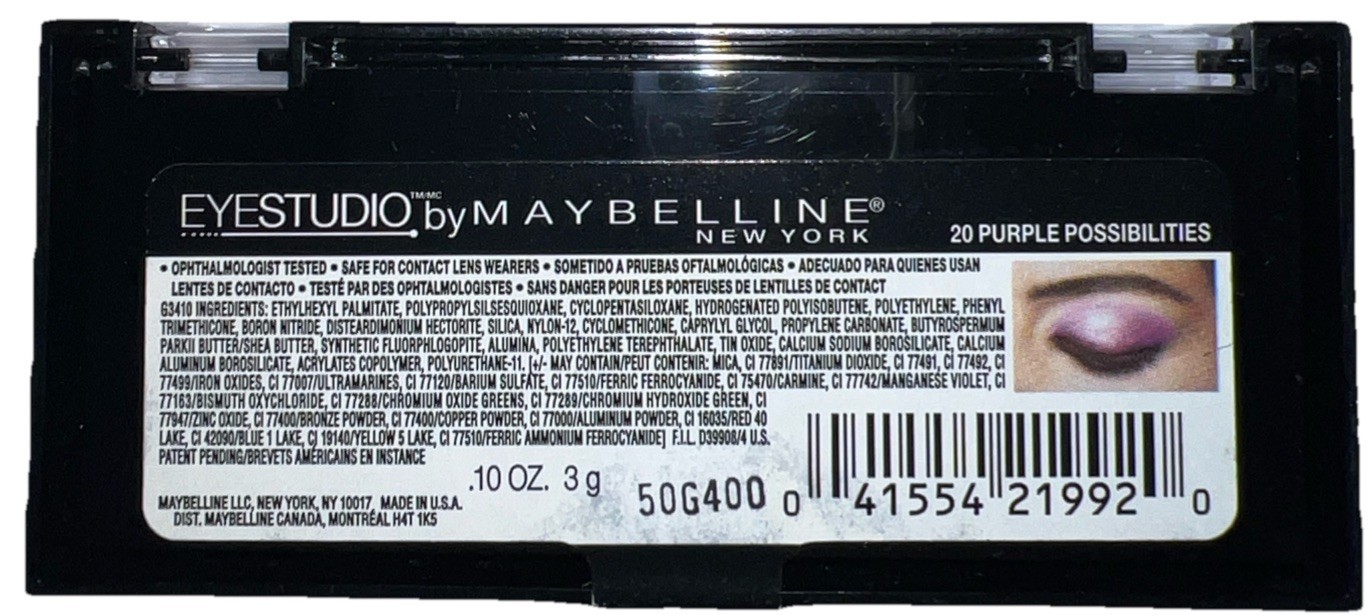 EYESTUDIO™/MC by MAYBELLINE®
NEW YORK
20 PURPLE POSSIBILITIES
• OPHTHALMOLOGIST TESTED • SAFE FOR CONTACT LENS WEARERS • SOMETIDO A PRUEBAS OFTALMOLÓGICAS • ADECUADO PARA QUIENES USAN
LENTES DE CONTACTO • TESTÉ PAR DES OPHTALMOLOGISTES • SANS DANGER POUR LES PORTEUSES DE LENTILLES DE CONTACT
G3410 INGREDIENTS: ETHYLHEXYL PALMITATE, POLYPROPYLSILSESQUIOXANE, CYCLOPENTASILOXANE, HYDROGENATED POLYISOBUTENE, POLYETHYLENE, PHENYL
TRIMETHICONE, BORON NITRIDE, DISTEARDIMONIUM HECTORITE, SILICA, NYLON-12, CYCLOMETHICONE, CAPRYLYL GLYCOL, PROPYLENE CARBONATE, BUTYROSPERMUM
PARKII BUTTER/SHEA BUTTER, SYNTHETIC FLUORPHLOGOPITE, ALUMINA, POLYETHYLENE TEREPHTHALATE, TIN OXIDE, CALCIUM SODIUM BOROSILICATE, CALCIUM
ALUMINUM BOROSILICATE, ACRYLATES COPOLYMER, POLYURETHANE-11. [+/- MAY CONTAIN/PEUT CONTENIR: MICA, CI 77891/TITANIUM DIOXIDE, CI 77491, CI 77492, CI
77499/IRON OXIDES, CI 77007/ULTRAMARINES, CI 77120/BARIUM SULFATE, CI 77510/FERRIC FERROCYANIDE, CI 75470/CARMINE, CI 77742/MANGANESE VIOLET, CI
77163/BISMUTH OXYCHLORIDE, CI 77288/CHROMIUM OXIDE GREENS, CI 77289/CHROMIUM HYDROXIDE GREEN, CI
77947/ZINC OXIDE, CI 77400/BRONZE POWDER, CI 77400/COPPER POWDER, CI 77000/ALUMINUM POWDER, CI 16035/RED 40
LAKE, CI 42090/BLUE 1 LAKE, CI 19140/YELLOW 5 LAKE, CI 77510/FERRIC AMMONIUM FERROCYANIDE] F.I.L. D39908/4 U.S.
PATENT PENDING/BREVETS AMÉRICAINS EN INSTANCE
.10 OZ. 3 g
MAYBELLINE LLC, NEW YORK, NY 10017 MADE IN U.S.A.
DIST. MAYBELLINE CANADA, MONTRÉAL H4T 1K5
50G400
0 41554 21992 0